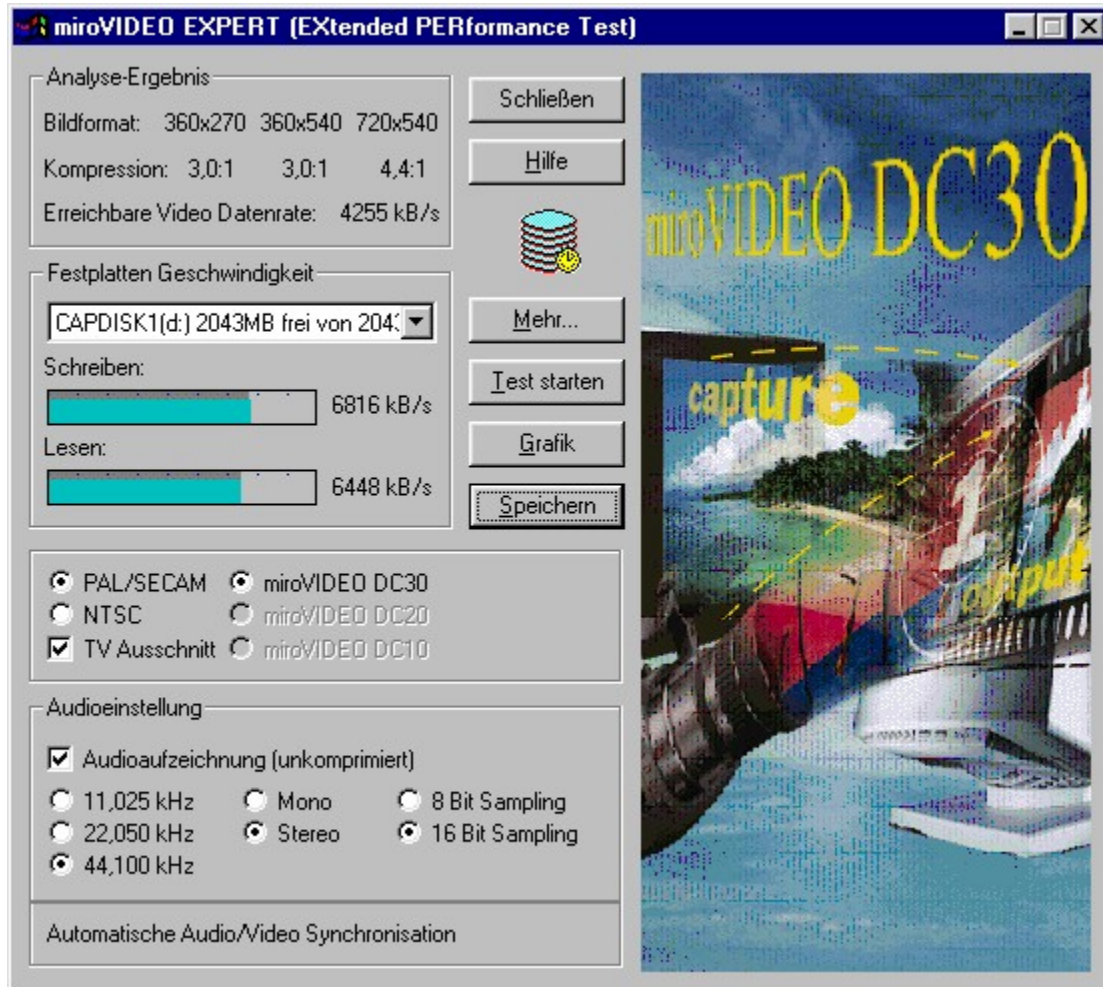 miroVIDEO EXPERT (EXtended PERformance Test)
Analyse-Ergebnis
Bildformat: 360x270 360x540 720x540
Kompression: 3,0:1 3,0:1 4,4:1
Erreichbare Video Datenrate: 4255 kB/s
Festplatten Geschwindigkeit
CAPDISK1(d:) 2043MB frei von 204
Schreiben:
6816 kB/s
Lesen:
6448 kB/s
Schließen
Hilfe
Mehr...
Test starten
Grafik
Speichern
PAL/SECAM miroVIDEO DC30
NTSC miroVIDEO DC20
TV Ausschnitt miroVIDEO DC10
Audioeinstellung
Audioaufzeichnung (unkomprimiert)
11,025 kHz Mono 8 Bit Sampling
22,050 kHz Stereo 16 Bit Sampling
44,100 kHz
Automatische Audio/Video Synchronisation
miroVIDEO DC30
capture
output